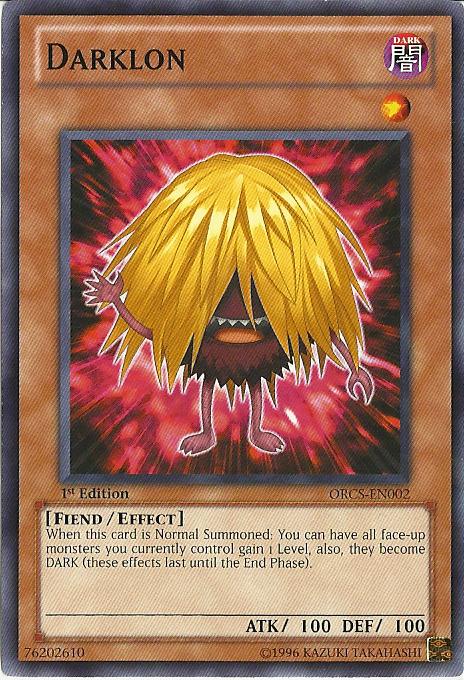 DARKLON
DARK
闇
1st Edition
ORCS-EN002
[FIEND / EFFECT]
When this card is Normal Summoned: You can have all face-up
monsters you currently control gain 1 Level, also, they become
DARK (these effects last until the End Phase).
ATK/ 100 DEF/ 100
76202610
©1996 KAZUKI TAKAHASHI